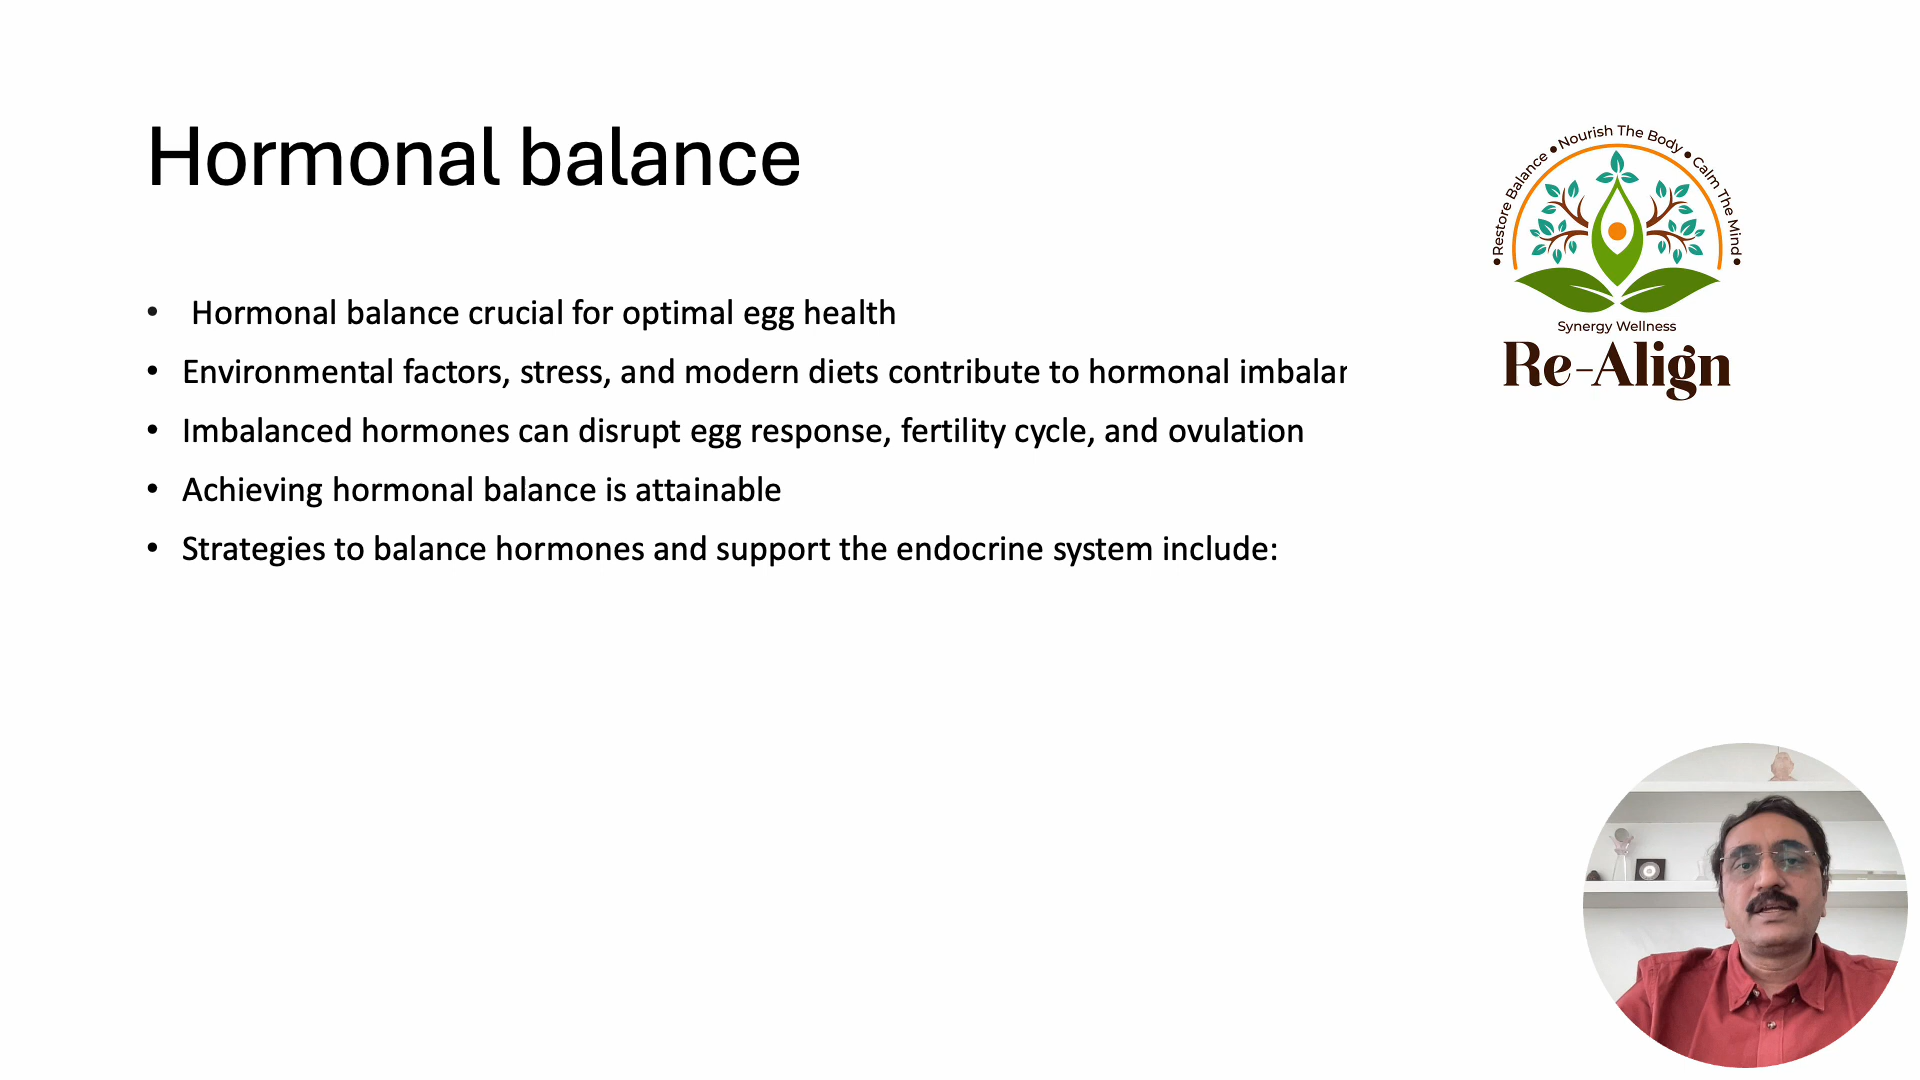 Hormonal balance
• Restore Balance • Nourish The Body • Calm The Mind •
Synergy Wellness
Re-Align
• Hormonal balance crucial for optimal egg health
• Environmental factors, stress, and modern diets contribute to hormonal
• Imbalanced hormones can disrupt egg response, fertility cycle, and ovulation
• Achieving hormonal balance is attainable
• Strategies to balance hormones and support the endocrine system include: